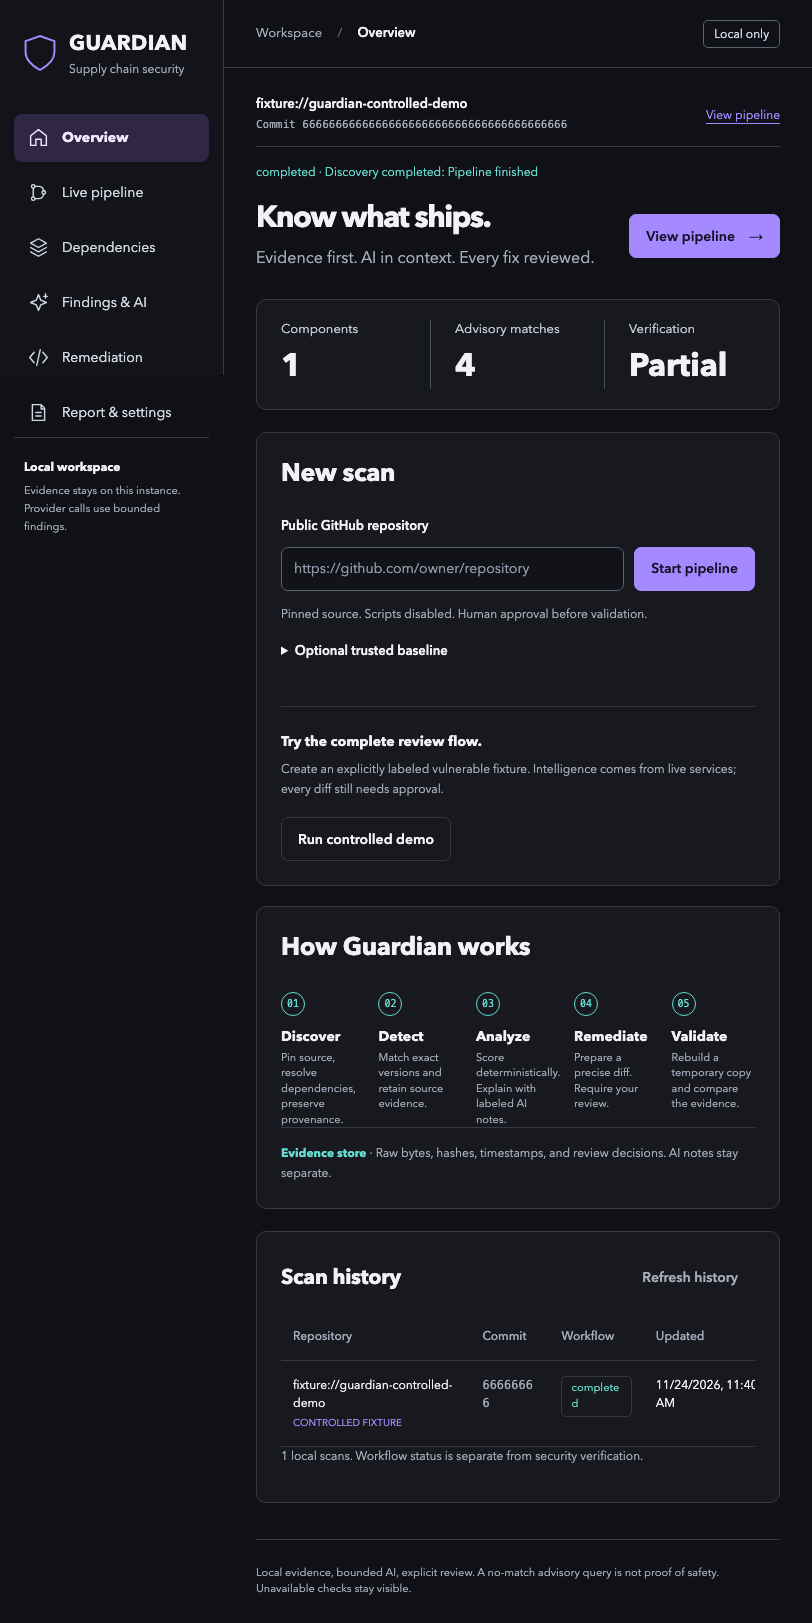 GUARDIAN
Supply chain security
Overview
Live pipeline
Dependencies
Findings & AI
Remediation
Report & settings
Local workspace
Evidence stays on this instance.
Provider calls use bounded
findings.
Workspace / Overview
Local only
fixture://guardian-controlled-demo
Commit 6666666666666666666666666666666666666666
View pipeline
completed · Discovery completed: Pipeline finished
Know what ships.
Evidence first. AI in context. Every fix reviewed.
View pipeline →
Components
1
Advisory matches
4
Verification
Partial
New scan
Public GitHub repository
https://github.com/owner/repository
Start pipeline
Pinned source. Scripts disabled. Human approval before validation.
Optional trusted baseline
Try the complete review flow.
Create an explicitly labeled vulnerable fixture. Intelligence comes from live services;
every diff still needs approval.
Run controlled demo
How Guardian works
01
Discover
Pin source,
resolve
dependencies,
preserve
provenance.
02
Detect
Match exact
versions and
retain source
evidence.
03
Analyze
Score
deterministically.
Explain with
labeled AI
notes.
04
Remediate
Prepare a
precise diff.
Require your
review.
05
Validate
Rebuild a
temporary copy
and compare
the evidence.
Evidence store · Raw bytes, hashes, timestamps, and review decisions. AI notes stay
separate.
Scan history
Refresh history
Repository Commit Workflow Updated
fixture://guardian-controlled-
demo
CONTROLLED FIXTURE
6666666
6
complete
d
11/24/2026, 11:40
AM
1 local scans. Workflow status is separate from security verification.
Local evidence, bounded AI, explicit review. A no-match advisory query is not proof of safety.
Unavailable checks stay visible.